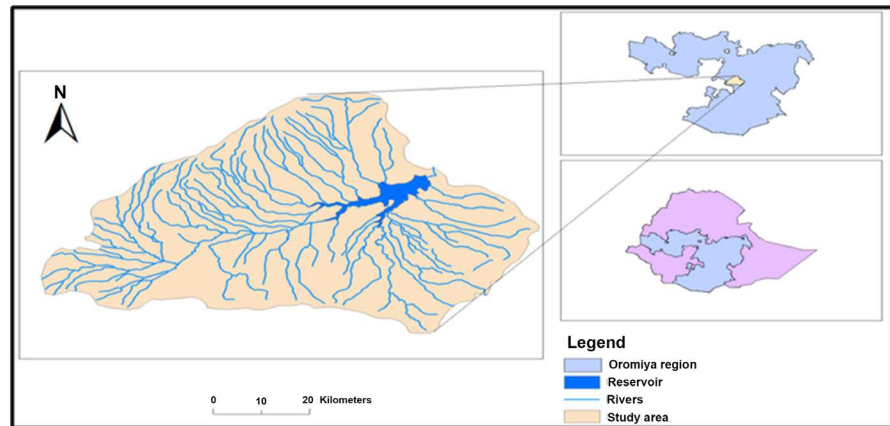 N
Legend
Oromiya region
Reservoir
Rivers
Study area
0 10 20 Kilometers